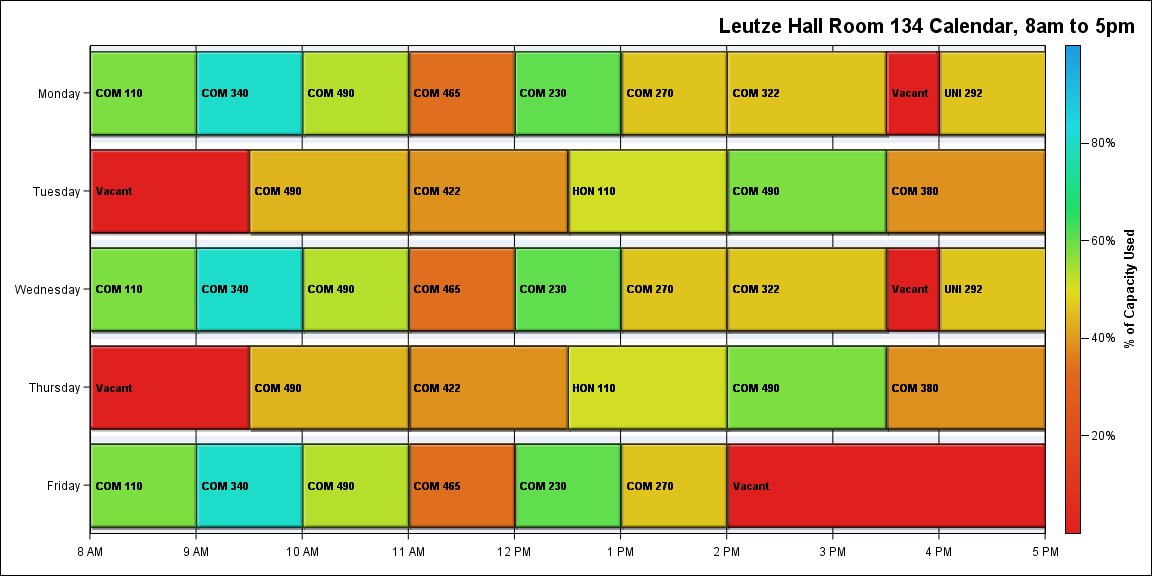 Leutze Hall Room 134 Calendar, 8am to 5pm
Monday
COM 110
COM 340
COM 490
COM 465
COM 230
COM 270
COM 322
Vacant
UNI 292
Tuesday
Vacant
COM 490
COM 422
HON 110
COM 490
COM 380
Wednesday
COM 110
COM 340
COM 490
COM 465
COM 230
COM 270
COM 322
Vacant
UNI 292
Thursday
Vacant
COM 490
COM 422
HON 110
COM 490
COM 380
Friday
COM 110
COM 340
COM 490
COM 465
COM 230
COM 270
Vacant
8 AM
9 AM
10 AM
11 AM
12 PM
1 PM
2 PM
3 PM
4 PM
5 PM
80%
60%
40%
20%
% of Capacity Used